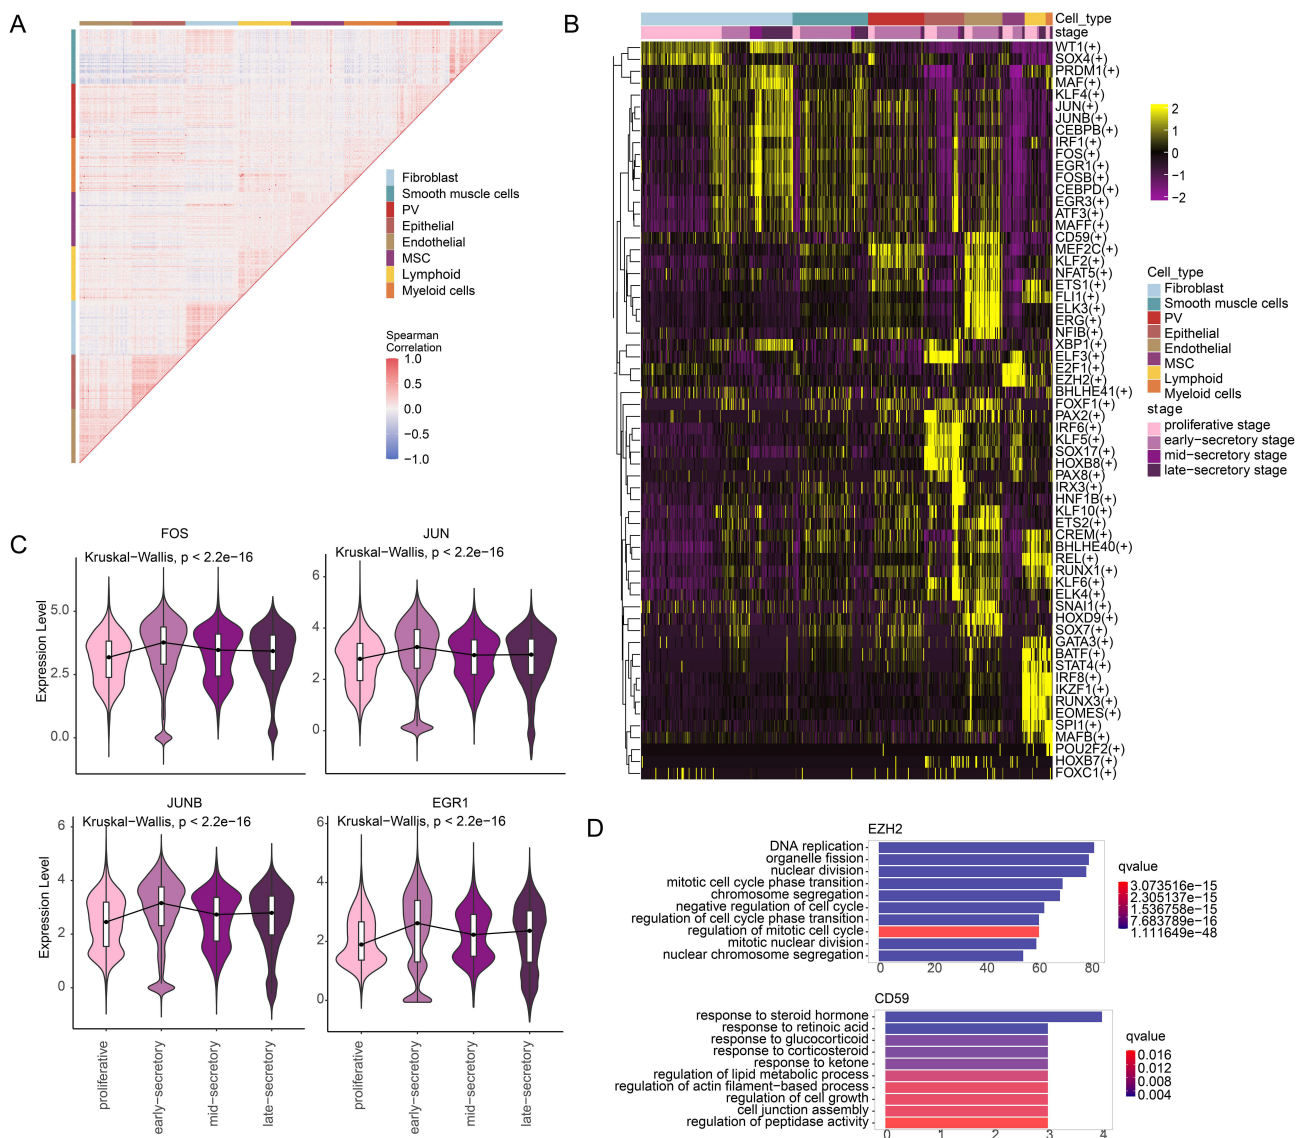 A
Fibroblast
Smooth muscle cells
PV
Epithelial
Endothelial
MSC
Lymphoid
Myeloid cells
Spearman
Correlation
1.0
0.5
0.0
−0.5
−1.0
B
Cell_type
stage
WT1(+)
SOX4(+)
PRDM1(+)
MAF(+)
KLF4(+)
JUN(+)
JUNB(+)
CEBPB(+)
IRF1(+)
FOS(+)
EGR1(+)
FOSB(+)
CEBPD(+)
EGR3(+)
ATF3(+)
MAFF(+)
CD59(+)
MEF2C(+)
KLF2(+)
NFAT5(+)
ETS1(+)
FLI1(+)
ELK3(+)
ERG(+)
NFIB(+)
XBP1(+)
ELF3(+)
E2F1(+)
EZH2(+)
BHLHE41(+)
FOXF1(+)
PAX2(+)
IRF6(+)
KLF5(+)
SOX17(+)
HOXB8(+)
PAX8(+)
IRX3(+)
HNF1B(+)
KLF10(+)
ETS2(+)
CREM(+)
BHLHE40(+)
REL(+)
RUNX1(+)
KLF6(+)
ELK4(+)
SNAI1(+)
HOXD9(+)
SOX7(+)
GATA3(+)
BATF(+)
STAT4(+)
IRF8(+)
IKZF1(+)
RUNX3(+)
EOMES(+)
SPI1(+)
MAFB(+)
POU2F2(+)
HOXB7(+)
FOXC1(+)
2
1
0
−1
−2
Cell_type
Fibroblast
Smooth muscle cells
PV
Epithelial
Endothelial
MSC
Lymphoid
Myeloid cells
stage
proliferative stage
early−secretory stage
mid−secretory stage
late−secretory stage
C
FOS
Kruskal−Wallis, p < 2.2e−16
Expression Level
5.0
2.5
0.0
JUN
Kruskal−Wallis, p < 2.2e−16
6
4
2
0
JUNB
Kruskal−Wallis, p < 2.2e−16
Expression Level
6
4
2
0
proliferative
early−secretory
mid−secretory
late−secretory
EGR1
Kruskal−Wallis, p < 2.2e−16
6
4
2
0
proliferative
early−secretory
mid−secretory
late−secretory
D
EZH2
DNA replication
organelle fission
nuclear division
mitotic cell cycle phase transition
chromosome segregation
negative regulation of cell cycle
regulation of cell cycle phase transition
regulation of mitotic cell cycle
mitotic nuclear division
nuclear chromosome segregation
0 20 40 60 80
qvalue
3.073516e−15
2.305137e−15
1.536758e−15
7.683789e−16
1.111649e−48
CD59
response to steroid hormone
response to retinoic acid
response to glucocorticoid
response to corticosteroid
response to ketone
regulation of lipid metabolic process
regulation of actin filament−based process
regulation of cell growth
cell junction assembly
regulation of peptidase activity
0 1 2 3 4
qvalue
0.016
0.012
0.008
0.004